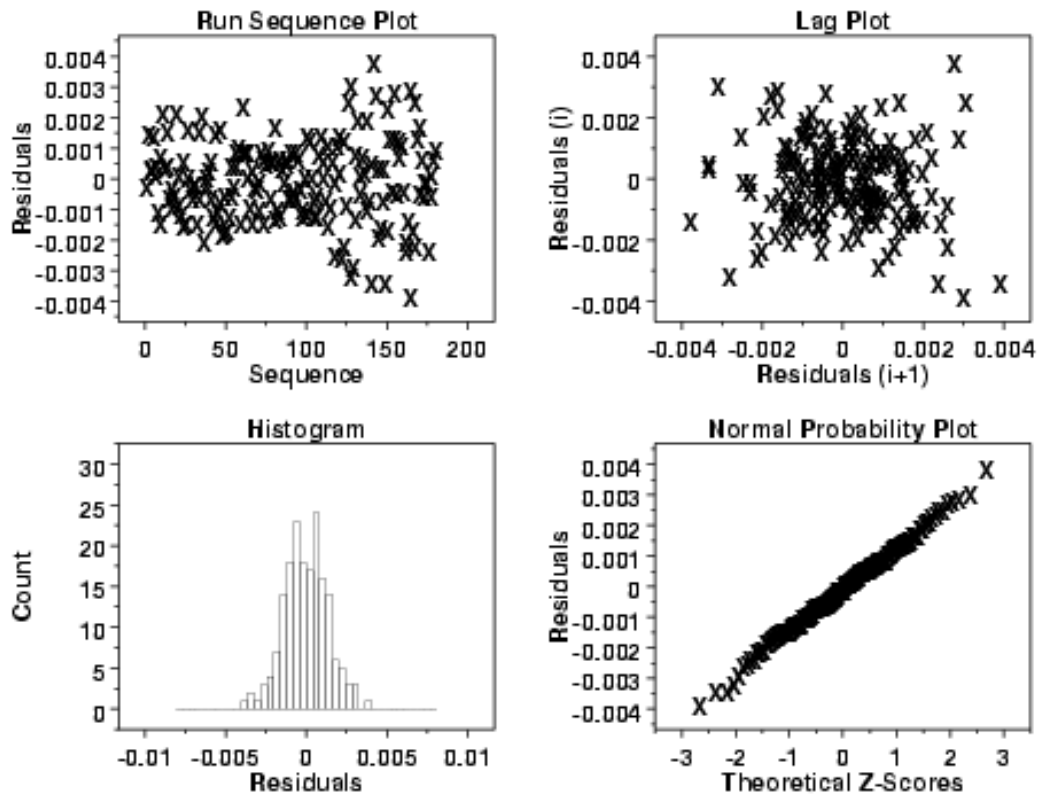 Run Sequence Plot
Residuals
0.004
0.003
0.002
0.001
0
-0.001
-0.002
-0.003
-0.004
0 50 100 150 200
Sequence
Lag Plot
Residuals (i)
0.004
0.002
0
-0.002
-0.004
-0.004 -0.002 0 0.002 0.004
Residuals (i+1)
Histogram
Count
30
25
20
15
10
5
0
-0.01 -0.005 0 0.005 0.01
Residuals
Normal Probability Plot
Residuals
0.004
0.003
0.002
0.001
0
-0.001
-0.002
-0.003
-0.004
-3 -2 -1 0 1 2 3
Theoretical Z-Scores